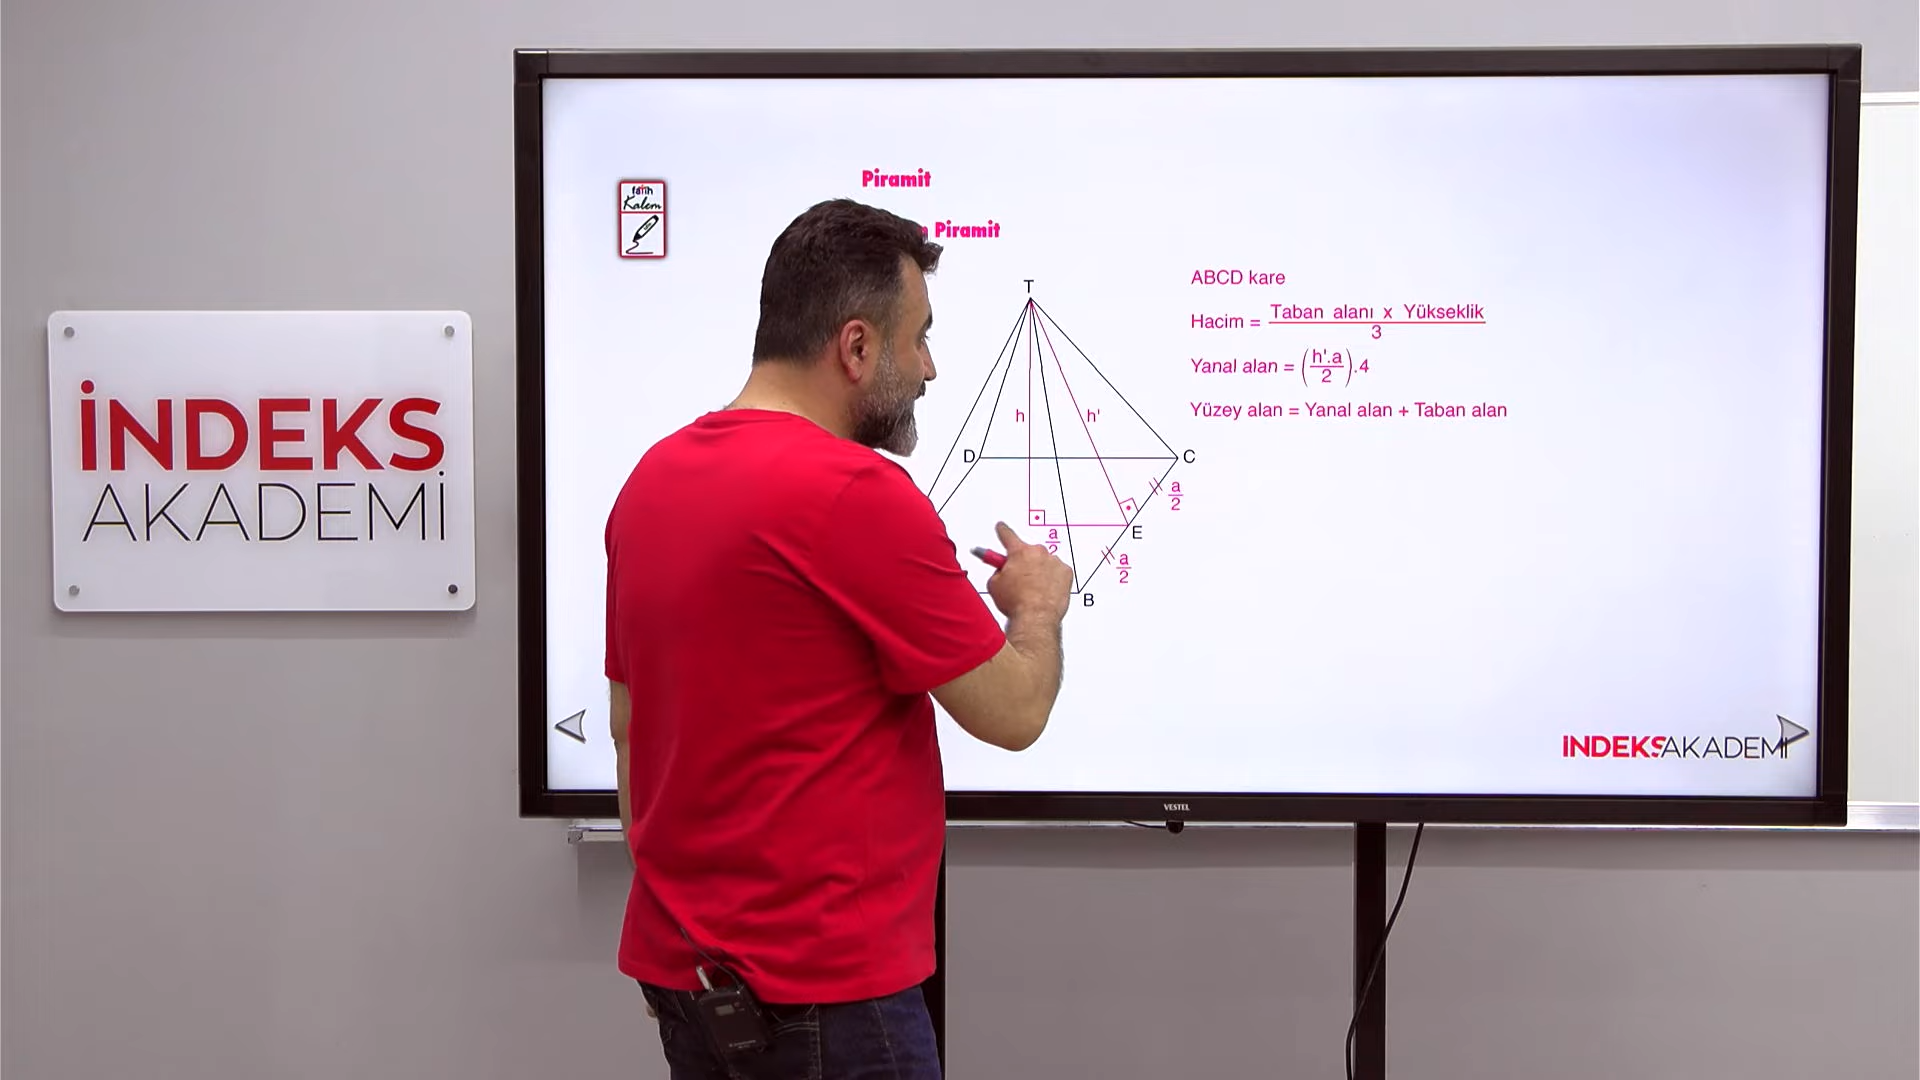 İNDEKS
AKADEMİ
fatih
Kalem
Piramit
Piramit
T
h
h'
D
C
a
2
E
a
2
a
2
B
ABCD kare
Hacim = Taban alanı x Yükseklik
3
Yanal alan = (h'.a
2).4
Yüzey alan = Yanal alan + Taban alan
INDEKSAKADEMİ
VESTEL